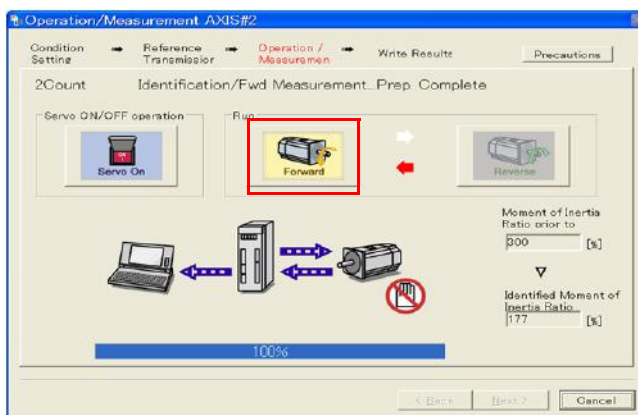 Operation/Measurement AXIS#2
Condition Setting
Reference Transmission
Operation / Measuremen
Write Results
Precautions
2Count Identification/Fwd Measurement_Prep. Complete
Servo ON/OFF operation
Run
Servo On
Forward
Reverse
Moment of Inertia
Ratio prior to
300 [%]
Identified Moment of
Inertia Ratio
177 [%]
100%
< Back
Next >
Cancel